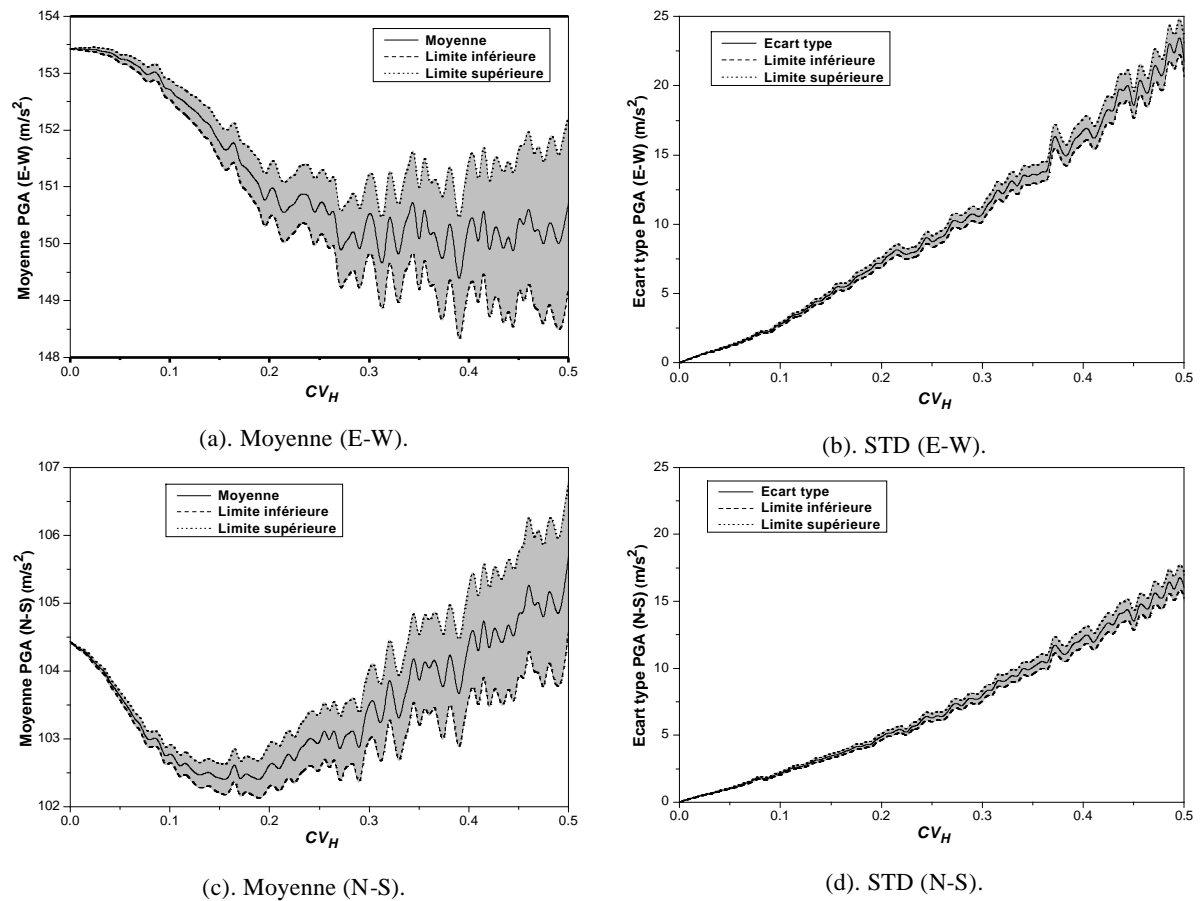 154
153
152
151
150
149
148
Moyenne PGA (E-W) (m/s²)
Moyenne
Limite inférieure
Limite supérieure
0.0 0.1 0.2 0.3 0.4 0.5
CV_H
(a). Moyenne (E-W).
25
20
15
10
5
0
Ecart type PGA (E-W) (m/s²)
Ecart type
Limite inférieure
Limite supérieure
0.0 0.1 0.2 0.3 0.4 0.5
CV_H
(b). STD (E-W).
107
106
105
104
103
102
Moyenne PGA (N-S) (m/s²)
Moyenne
Limite inférieure
Limite supérieure
0.0 0.1 0.2 0.3 0.4 0.5
CV_H
(c). Moyenne (N-S).
25
20
15
10
5
0
Ecart type PGA (N-S) (m/s²)
Ecart type
Limite inférieure
Limite supérieure
0.0 0.1 0.2 0.3 0.4 0.5
CV_H
(d). STD (N-S).